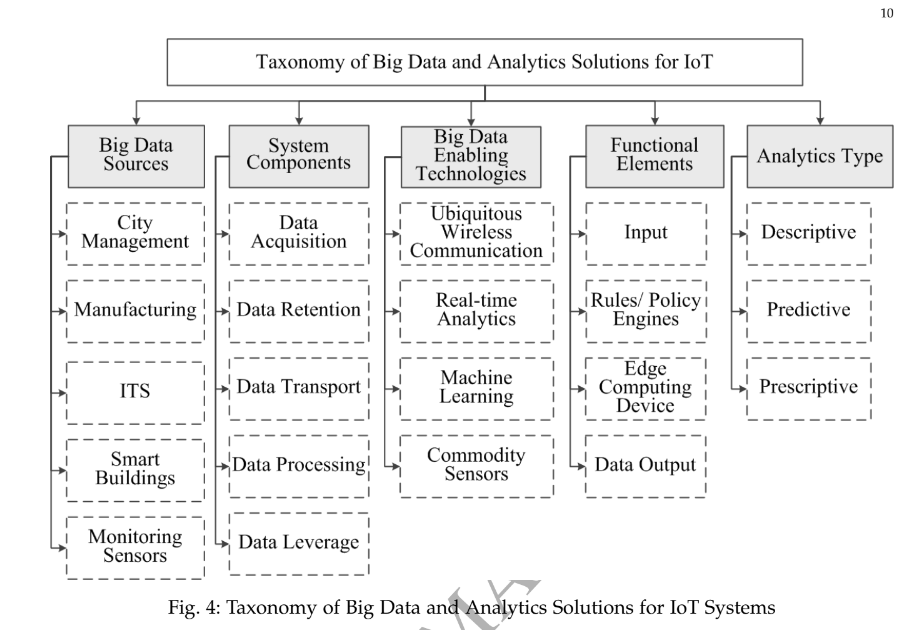 10
Taxonomy of Big Data and Analytics Solutions for IoT
Big Data
Sources
City
Management
Manufacturing
ITS
Smart
Buildings
Monitoring
Sensors
System
Components
Data
Acquisition
Data Retention
Data Transport
Data Processing
Data Leverage
Big Data
Enabling
Technologies
Ubiquitous
Wireless
Communication
Real-time
Analytics
Machine
Learning
Commodity
Sensors
Functional
Elements
Input
Rules/ Policy
Engines
Edge
Computing
Device
Data Output
Analytics Type
Descriptive
Predictive
Prescriptive
Fig. 4: Taxonomy of Big Data and Analytics Solutions for IoT Systems